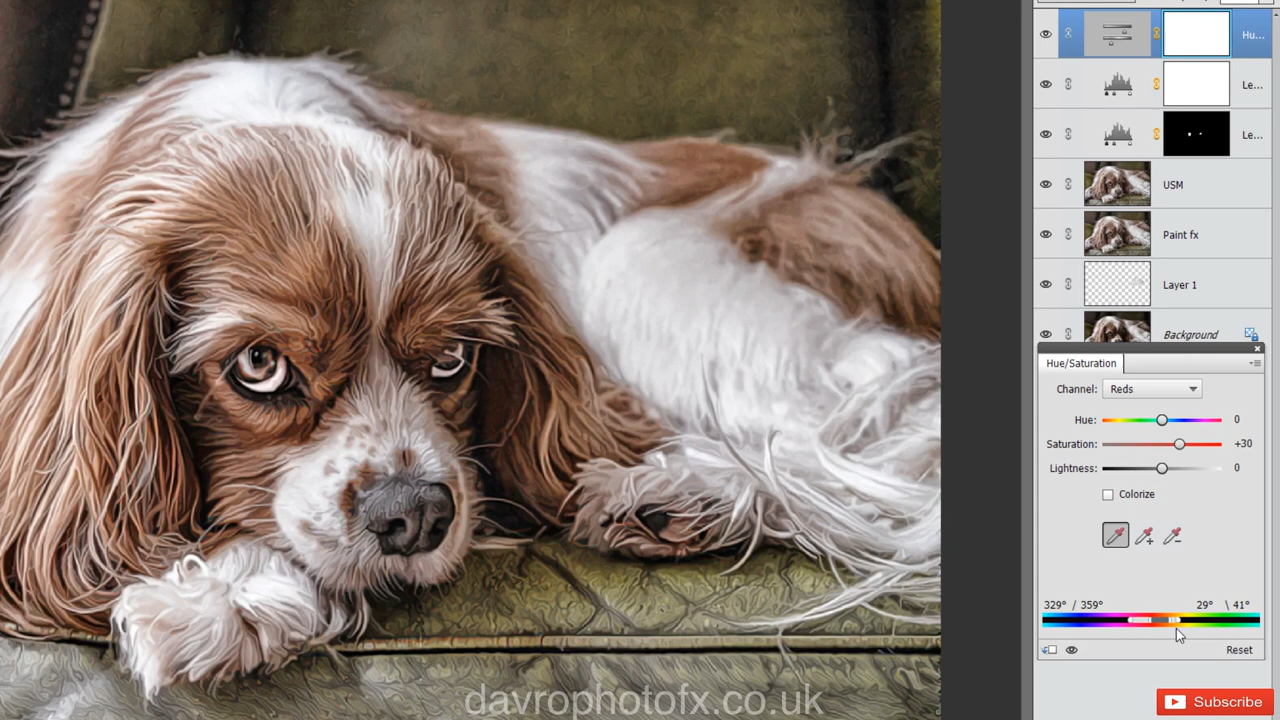 Hu...
Le...
Le...
USM
Paint fx
Layer 1
Background
Hue/Saturation
Channel: Reds
Hue: 0
Saturation: +30
Lightness: 0
Colorize
329° / 359° 29° \ 41°
Reset
davrophotofx.co.uk
Subscribe